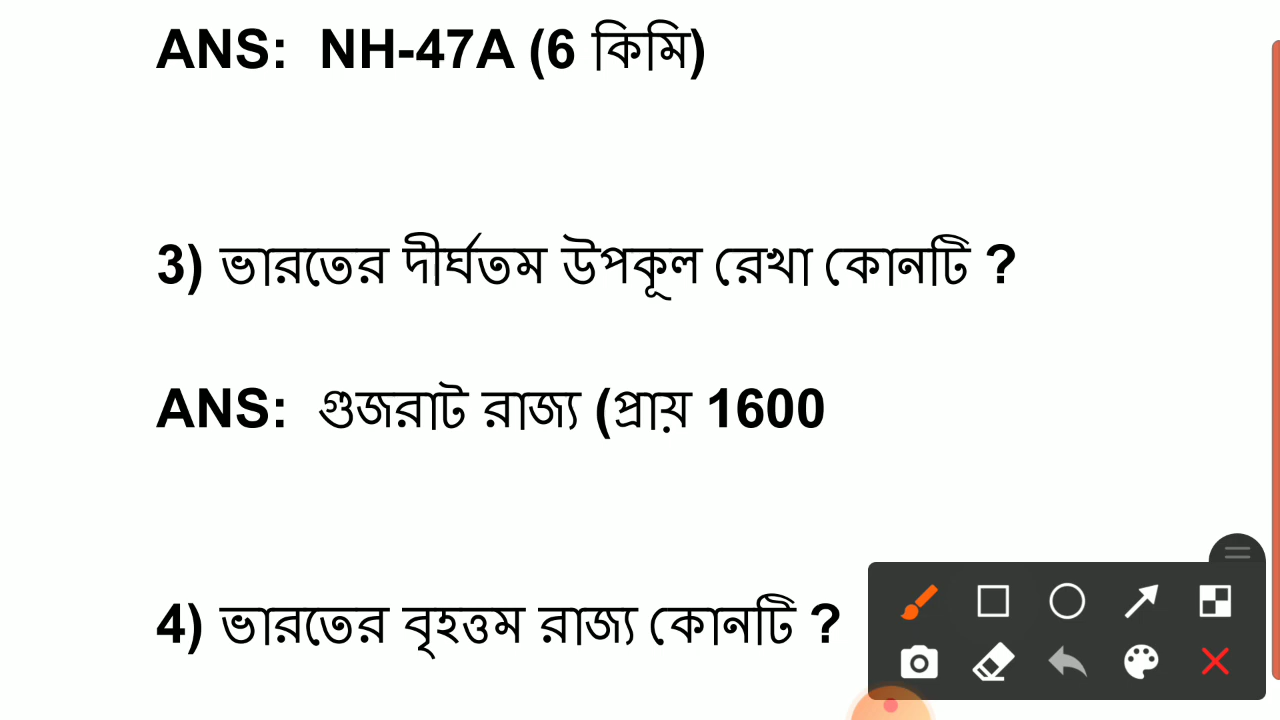 ANS: NH-47A (6 কিমি)
3) ভারতের দীর্ঘতম উপকূল রেখা কোনটি ?
ANS: গুজরাট রাজ্য (প্রায় 1600
4) ভারতের বৃহত্তম রাজ্য কোনটি ?